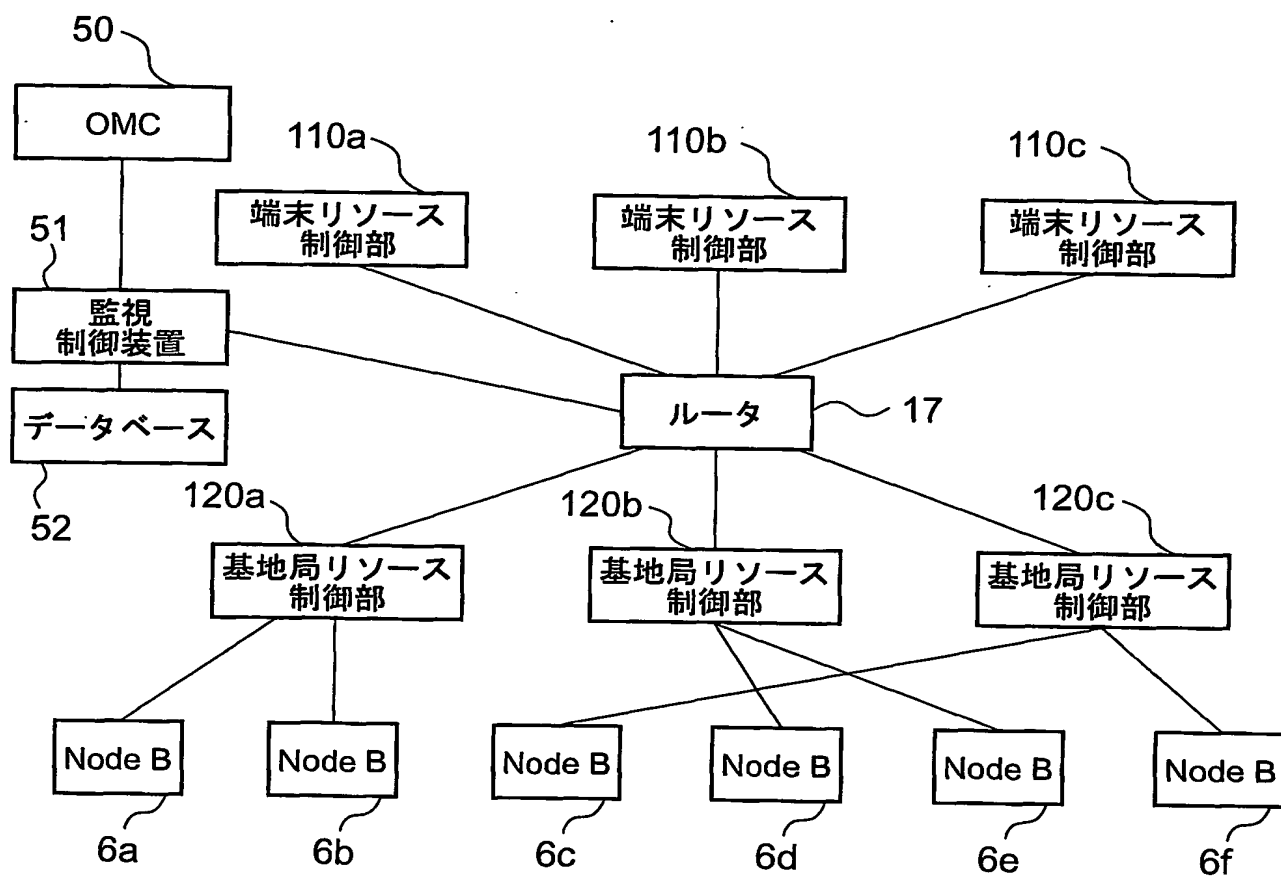 50
OMC
110a
110b
110c
端末リソース
制御部
端末リソース
制御部
端末リソース
制御部
51
監視
制御装置
ルータ
17
データベース
52
120a
120b
120c
基地局リソース
制御部
基地局リソース
制御部
基地局リソース
制御部
Node B
Node B
Node B
Node B
Node B
Node B
6a
6b
6c
6d
6e
6f